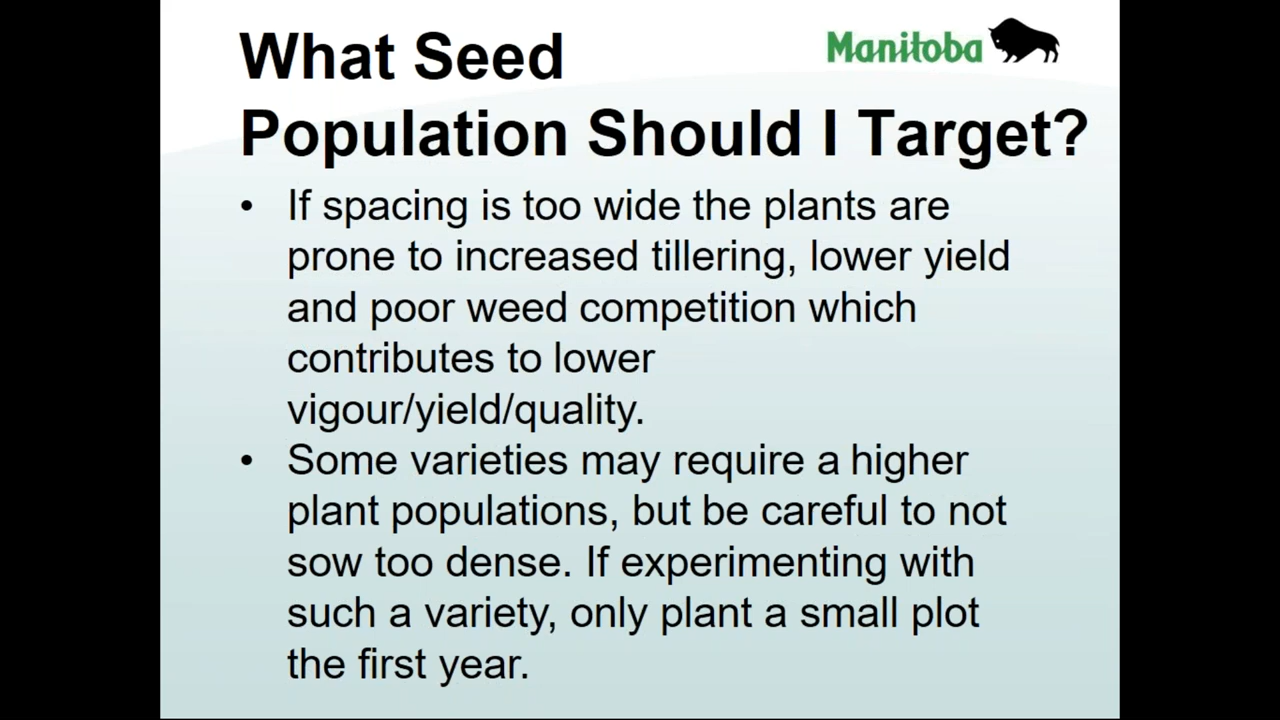 What Seed
Manitoba
Population Should I Target?
• If spacing is too wide the plants are
prone to increased tillering, lower yield
and poor weed competition which
contributes to lower
vigour/yield/quality.
• Some varieties may require a higher
plant populations, but be careful to not
sow too dense. If experimenting with
such a variety, only plant a small plot
the first year.